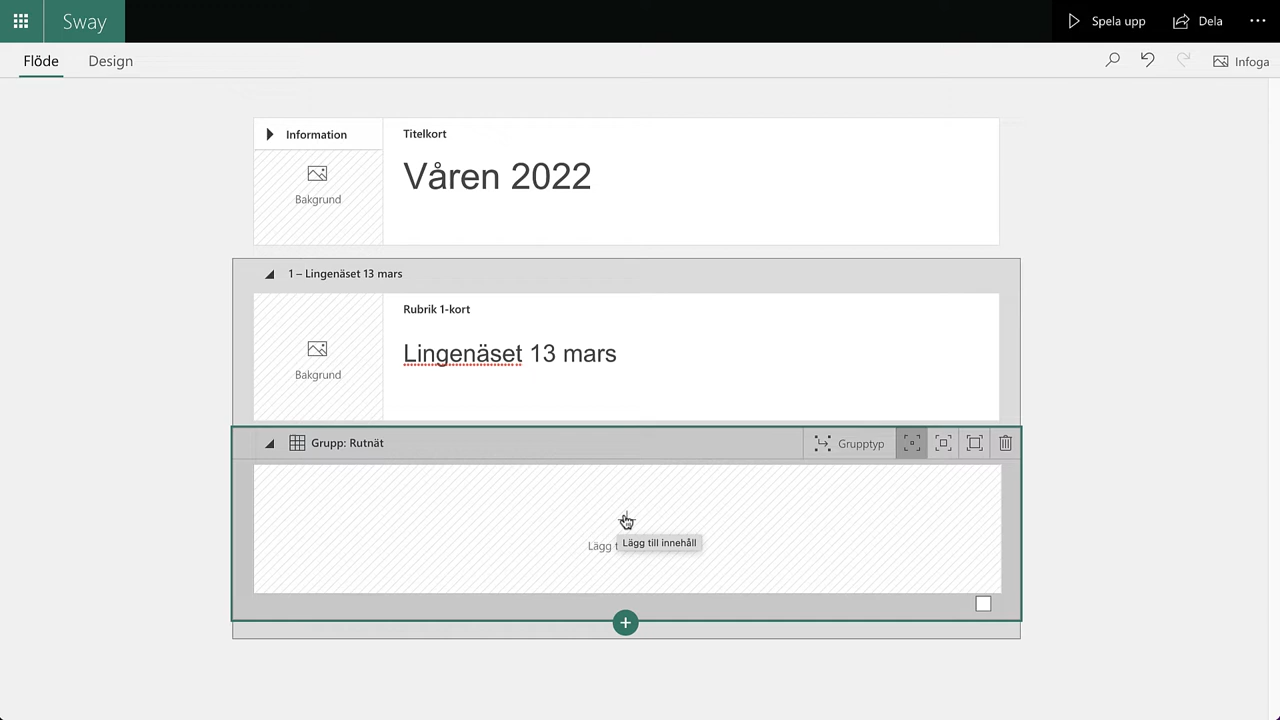 Sway
Spela upp
Dela
Flöde
Design
Infoga
Information
Titelkort
Våren 2022
Bakgrund
1 – Lingenäset 13 mars
Rubrik 1-kort
Lingenäset 13 mars
Bakgrund
Grupp: Rutnät
Grupptyp
Lägg
Lägg till innehåll